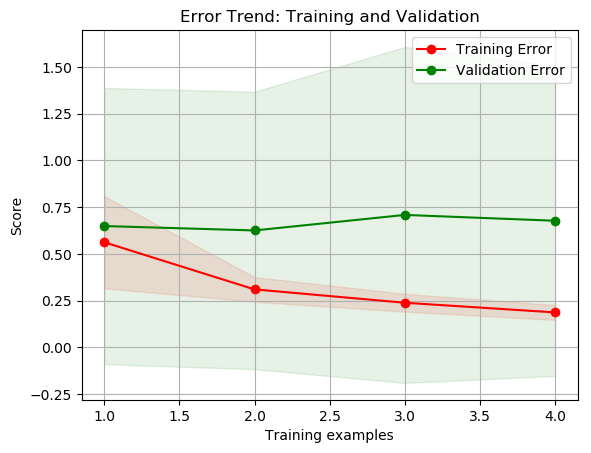 Error Trend: Training and Validation
Training Error
Validation Error
Score
1.50
1.25
1.00
0.75
0.50
0.25
0.00
−0.25
1.0 1.5 2.0 2.5 3.0 3.5 4.0
Training examples